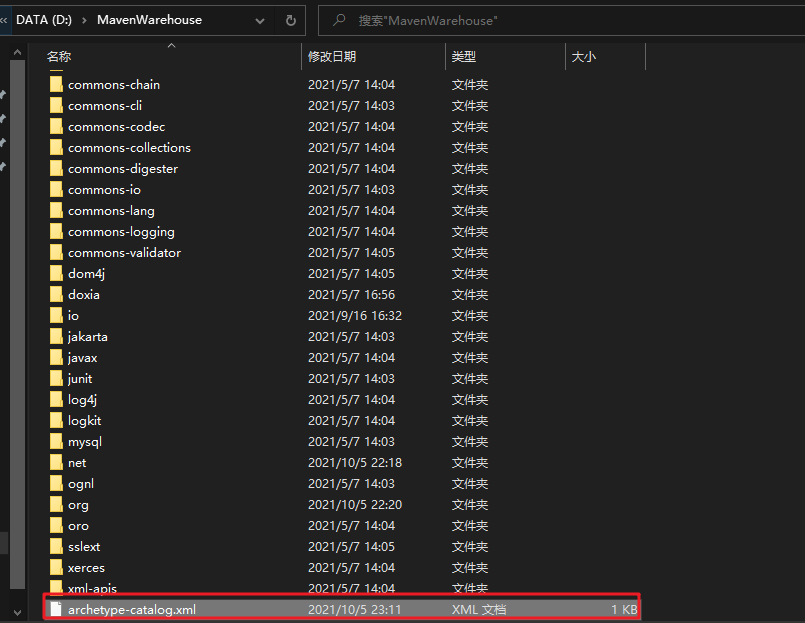 « DATA (D:) › MavenWarehouse 搜索"MavenWarehouse"
名称 修改日期 类型 大小
commons-chain 2021/5/7 14:04 文件夹
commons-cli 2021/5/7 14:03 文件夹
commons-codec 2021/5/7 14:04 文件夹
commons-collections 2021/5/7 14:04 文件夹
commons-digester 2021/5/7 14:04 文件夹
commons-io 2021/5/7 14:03 文件夹
commons-lang 2021/5/7 14:04 文件夹
commons-logging 2021/5/7 14:04 文件夹
commons-validator 2021/5/7 14:05 文件夹
dom4j 2021/5/7 14:05 文件夹
doxia 2021/5/7 16:56 文件夹
io 2021/9/16 16:32 文件夹
jakarta 2021/5/7 14:03 文件夹
javax 2021/5/7 14:04 文件夹
junit 2021/5/7 14:03 文件夹
log4j 2021/5/7 14:04 文件夹
logkit 2021/5/7 14:04 文件夹
mysql 2021/5/7 14:03 文件夹
net 2021/10/5 22:18 文件夹
ognl 2021/5/7 14:03 文件夹
org 2021/10/5 22:20 文件夹
oro 2021/5/7 14:04 文件夹
sslext 2021/5/7 14:05 文件夹
xerces 2021/5/7 14:04 文件夹
xml-apis 2021/5/7 14:04 文件夹
archetype-catalog.xml 2021/10/5 23:11 XML 文档 1 KB